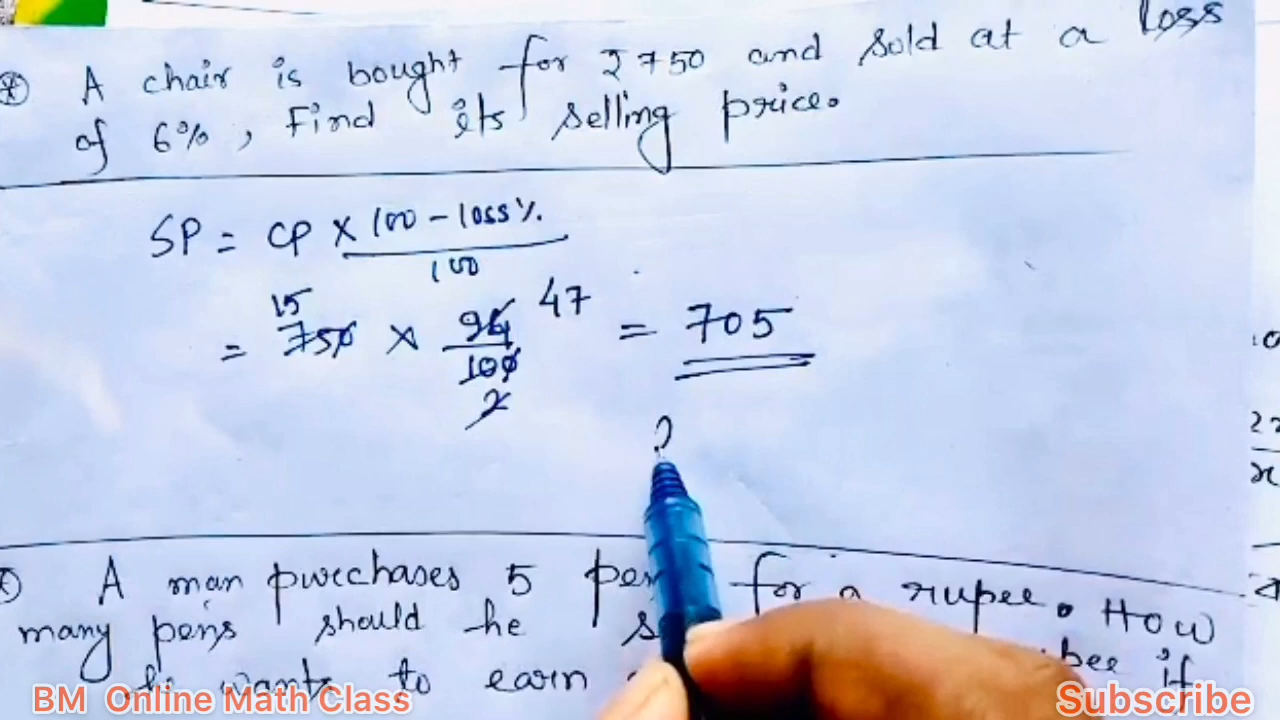 A chair is bought for ₹750 and sold at a loss
of 6%, Find its selling price.
SP = CP × 100 - loss%
100
15
= 750 × 94 47 = 705
100
2
A man purchases 5 for a rupee. How
many pens should he
wants to earn if
BM Online Math Class
Subscribe